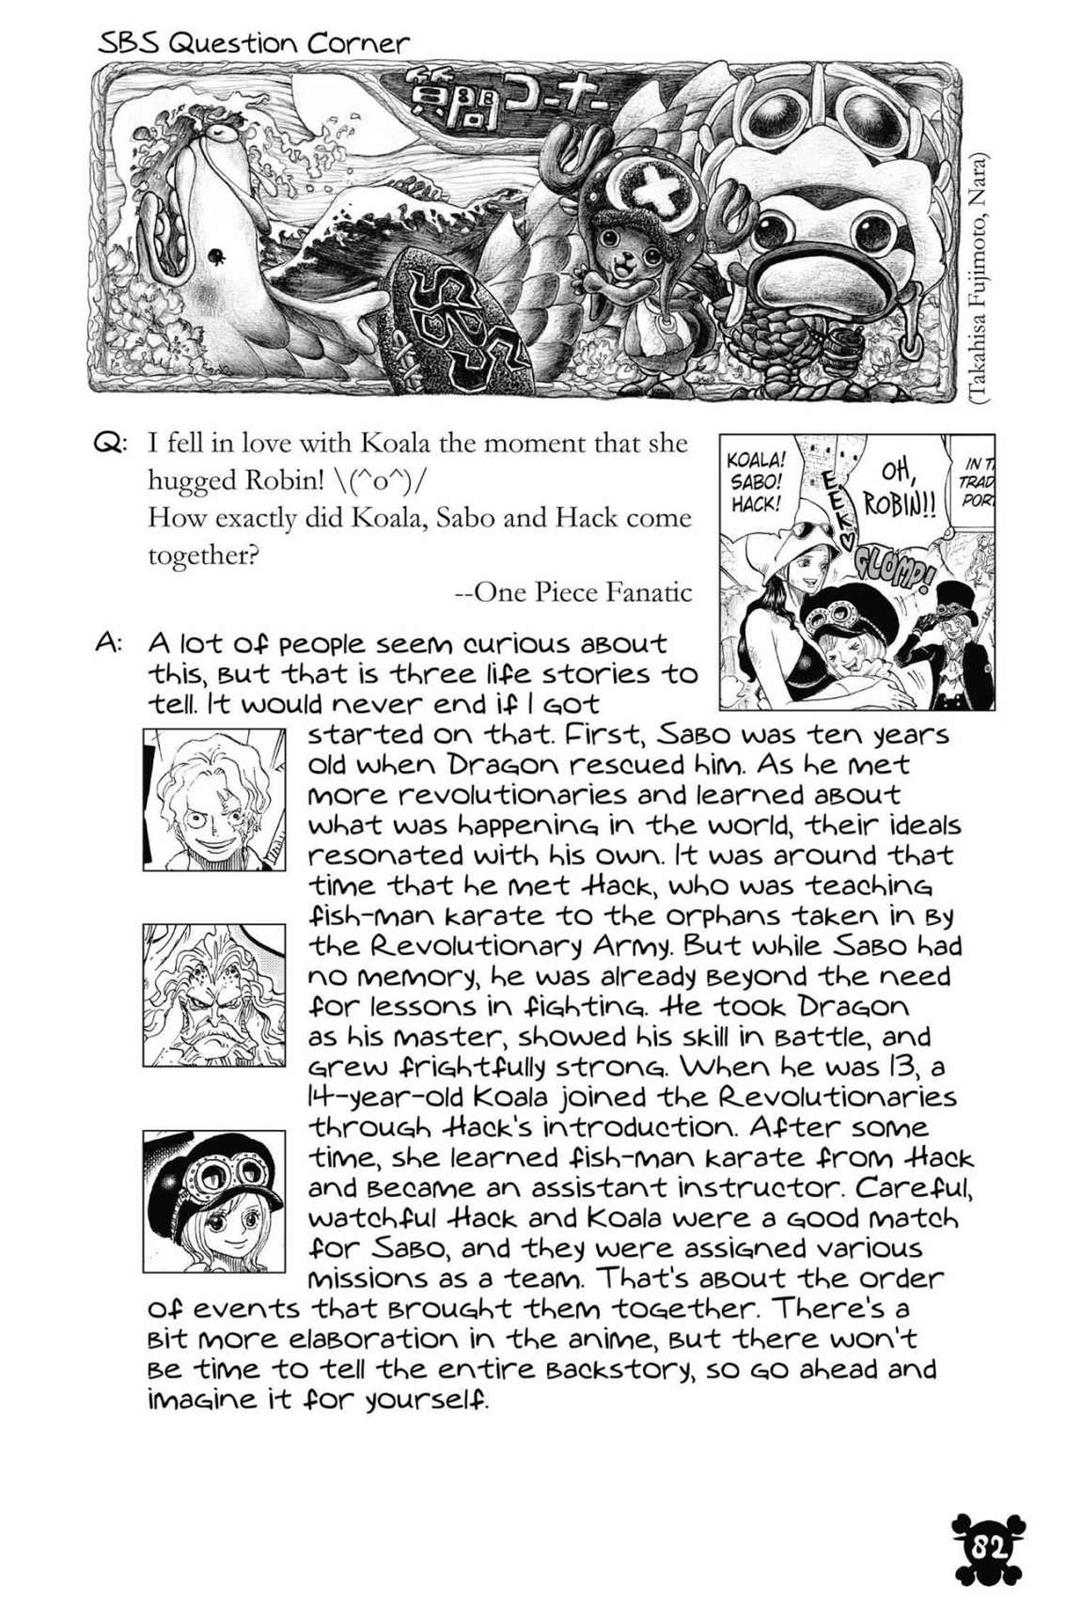 SBS Question Corner
質問コーナー
SBS
(Takahisa Fujimoto, Nara)
Q: I fell in love with Koala the moment that she
hugged Robin! \(^o^)/
How exactly did Koala, Sabo and Hack come
together?
--One Piece Fanatic
KOALA!
SABO!
HACK!
EEK♥
OH,
ROBIN!!
GLOMP!
IN T
TRAD
POR
A: A lot of people seem curious about
this, but that is three life stories to
tell. It would never end if I got
started on that. First, Sabo was ten years
old when Dragon rescued him. As he met
more revolutionaries and learned about
what was happening in the world, their ideals
resonated with his own. It was around that
time that he met Hack, who was teaching
fish-man karate to the orphans taken in by
the Revolutionary Army. But while Sabo had
no memory, he was already beyond the need
for lessons in fighting. He took Dragon
as his master, showed his skill in battle, and
grew frightfully strong. When he was 13, a
14-year-old Koala joined the Revolutionaries
through Hack's introduction. After some
time, she learned fish-man karate from Hack
and became an assistant instructor. Careful,
watchful Hack and Koala were a good match
for Sabo, and they were assigned various
missions as a team. That's about the order
of events that brought them together. There's a
bit more elaboration in the anime, but there won't
be time to tell the entire backstory, so go ahead and
imagine it for yourself.
82